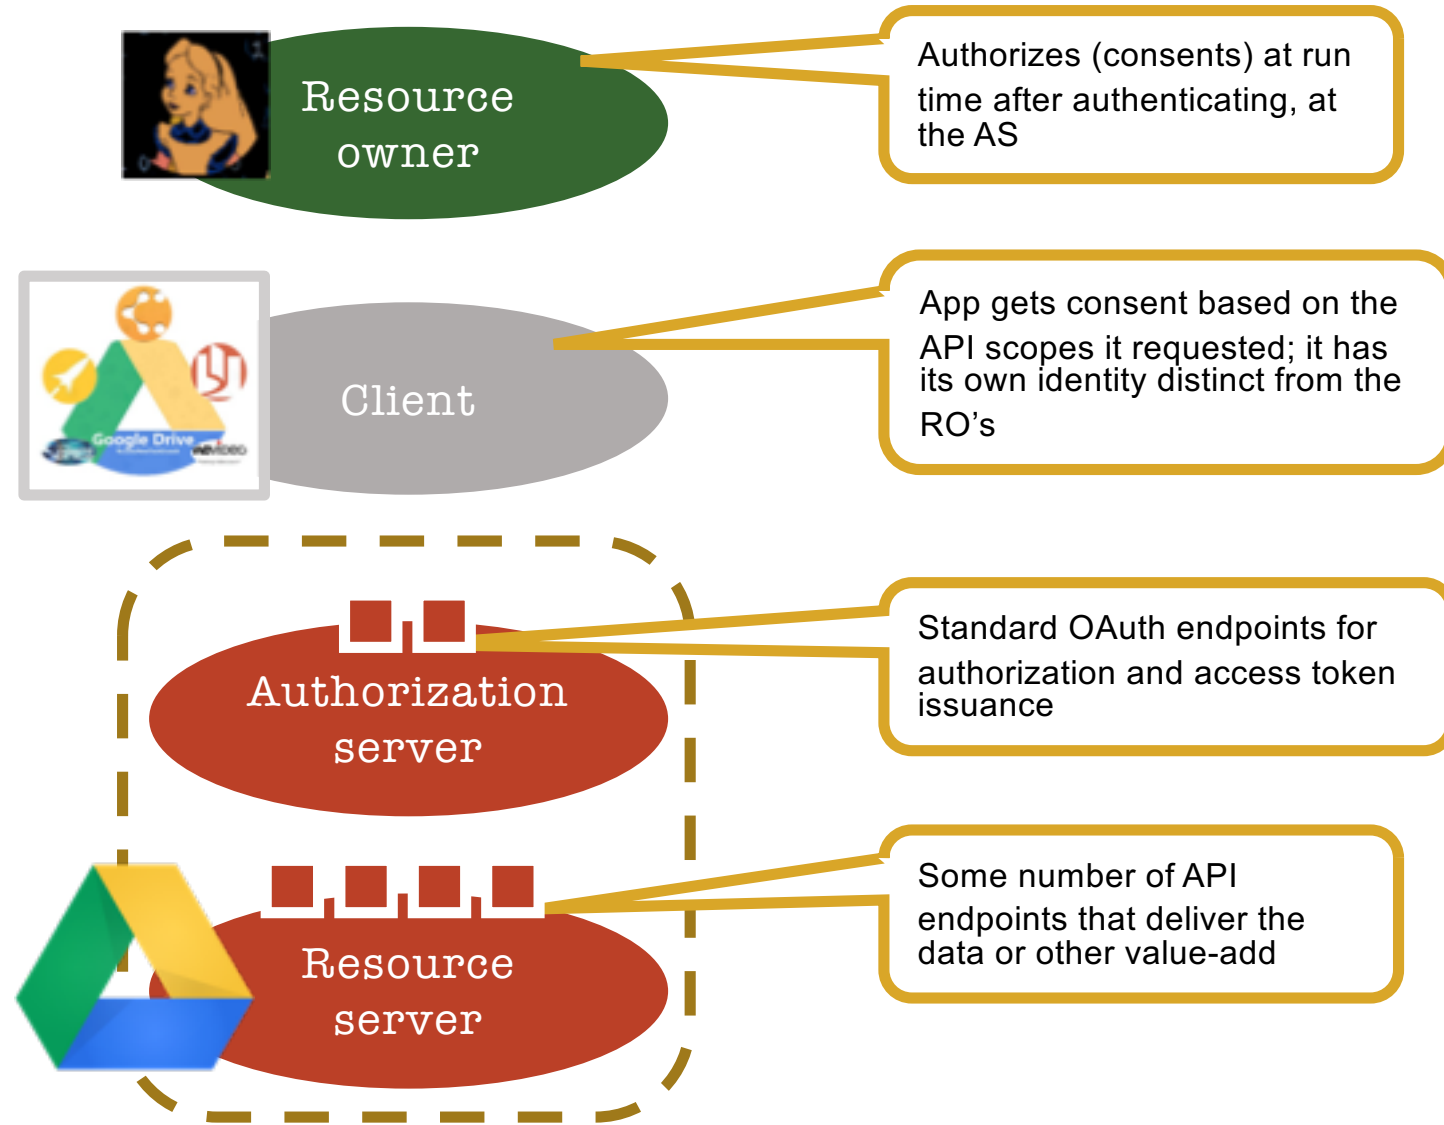 Resource
owner
Authorizes (consents) at run
time after authenticating, at
the AS
Google Drive
Client
App gets consent based on the
API scopes it requested; it has
its own identity distinct from the
RO’s
Authorization
server
Standard OAuth endpoints for
authorization and access token
issuance
Resource
server
Some number of API
endpoints that deliver the
data or other value-add